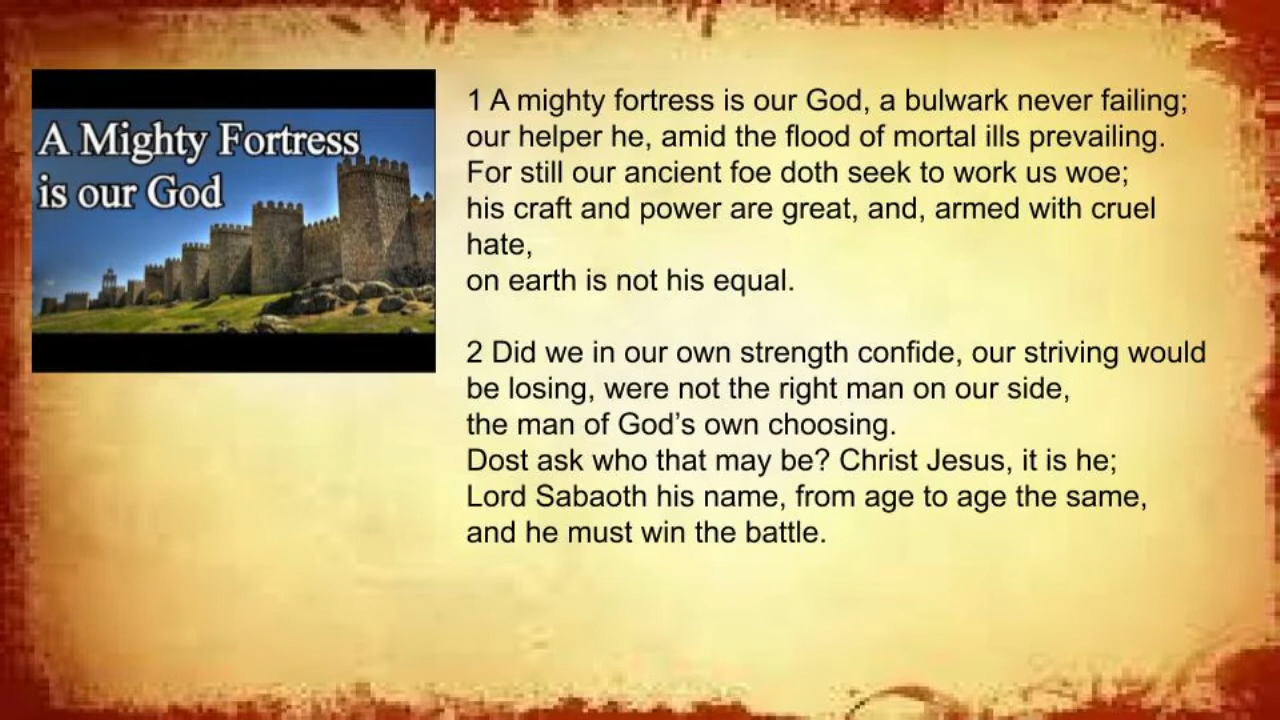 A Mighty Fortress
is our God
1 A mighty fortress is our God, a bulwark never failing;
our helper he, amid the flood of mortal ills prevailing.
For still our ancient foe doth seek to work us woe;
his craft and power are great, and, armed with cruel
hate,
on earth is not his equal.
2 Did we in our own strength confide, our striving would
be losing, were not the right man on our side,
the man of God’s own choosing.
Dost ask who that may be? Christ Jesus, it is he;
Lord Sabaoth his name, from age to age the same,
and he must win the battle.